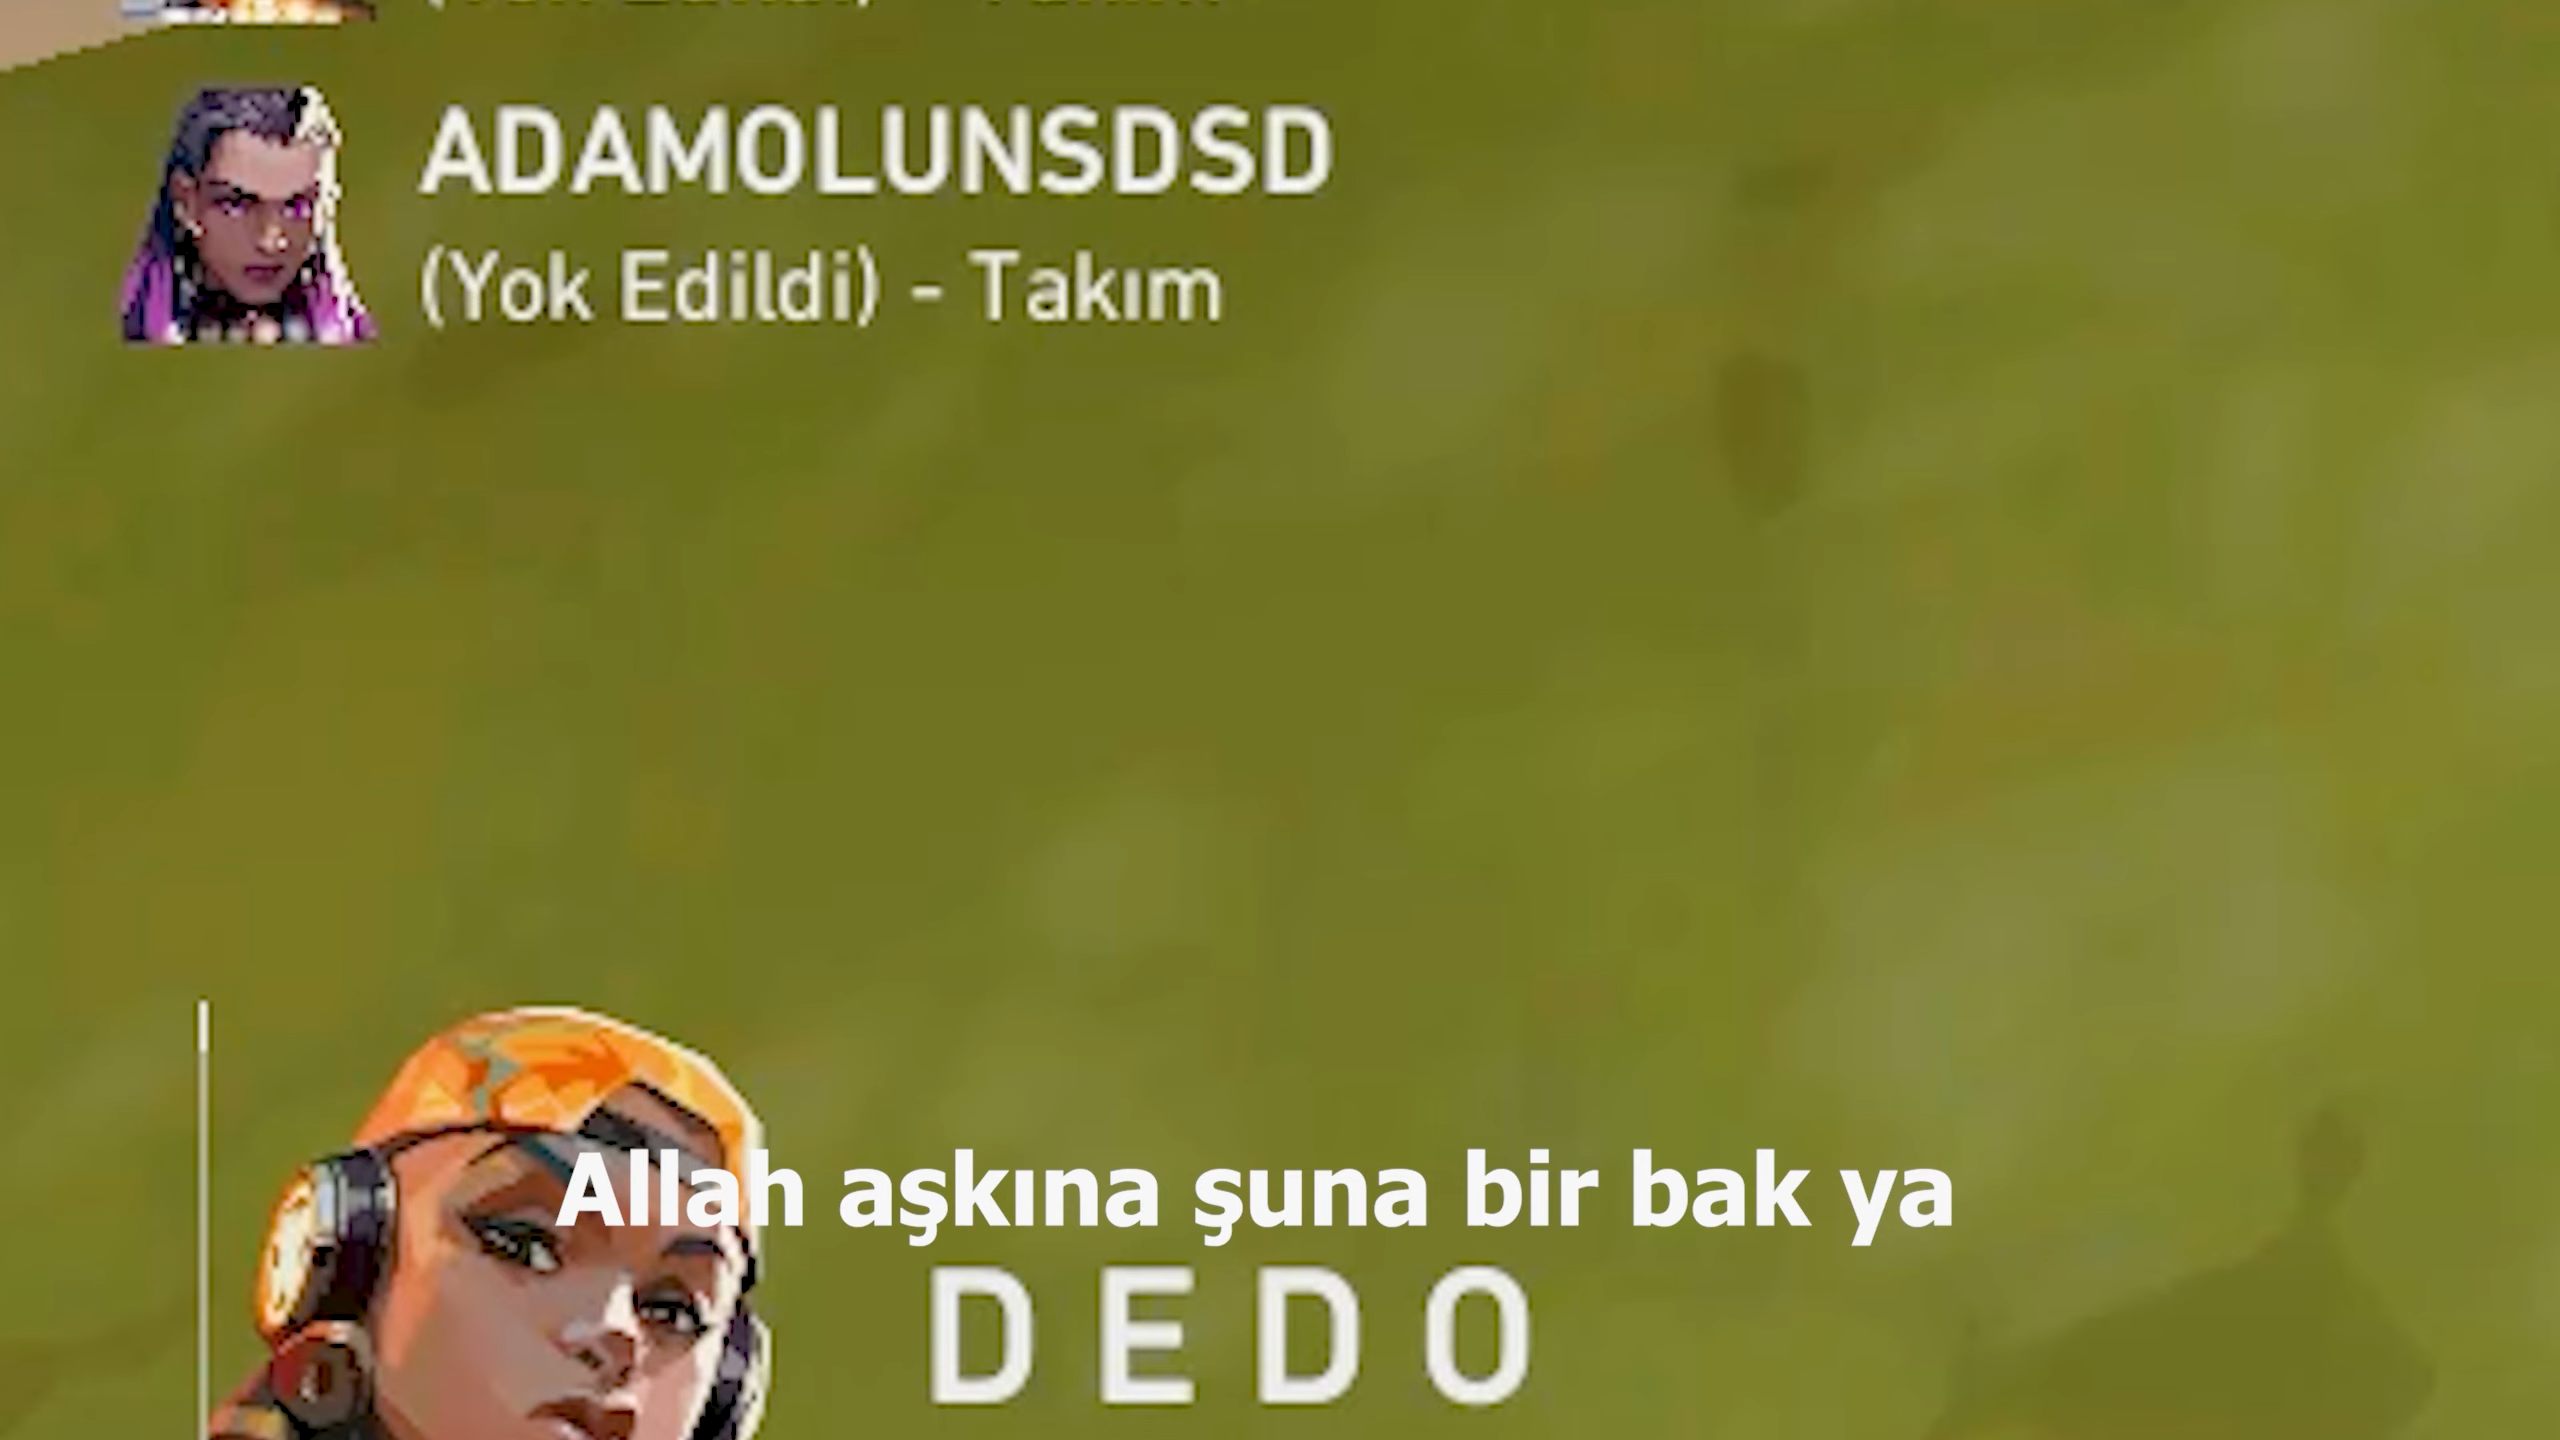 ADAMOLUNSDSD
(Yok Edildi) - Takım
Allah aşkına şuna bir bak ya
DEDO